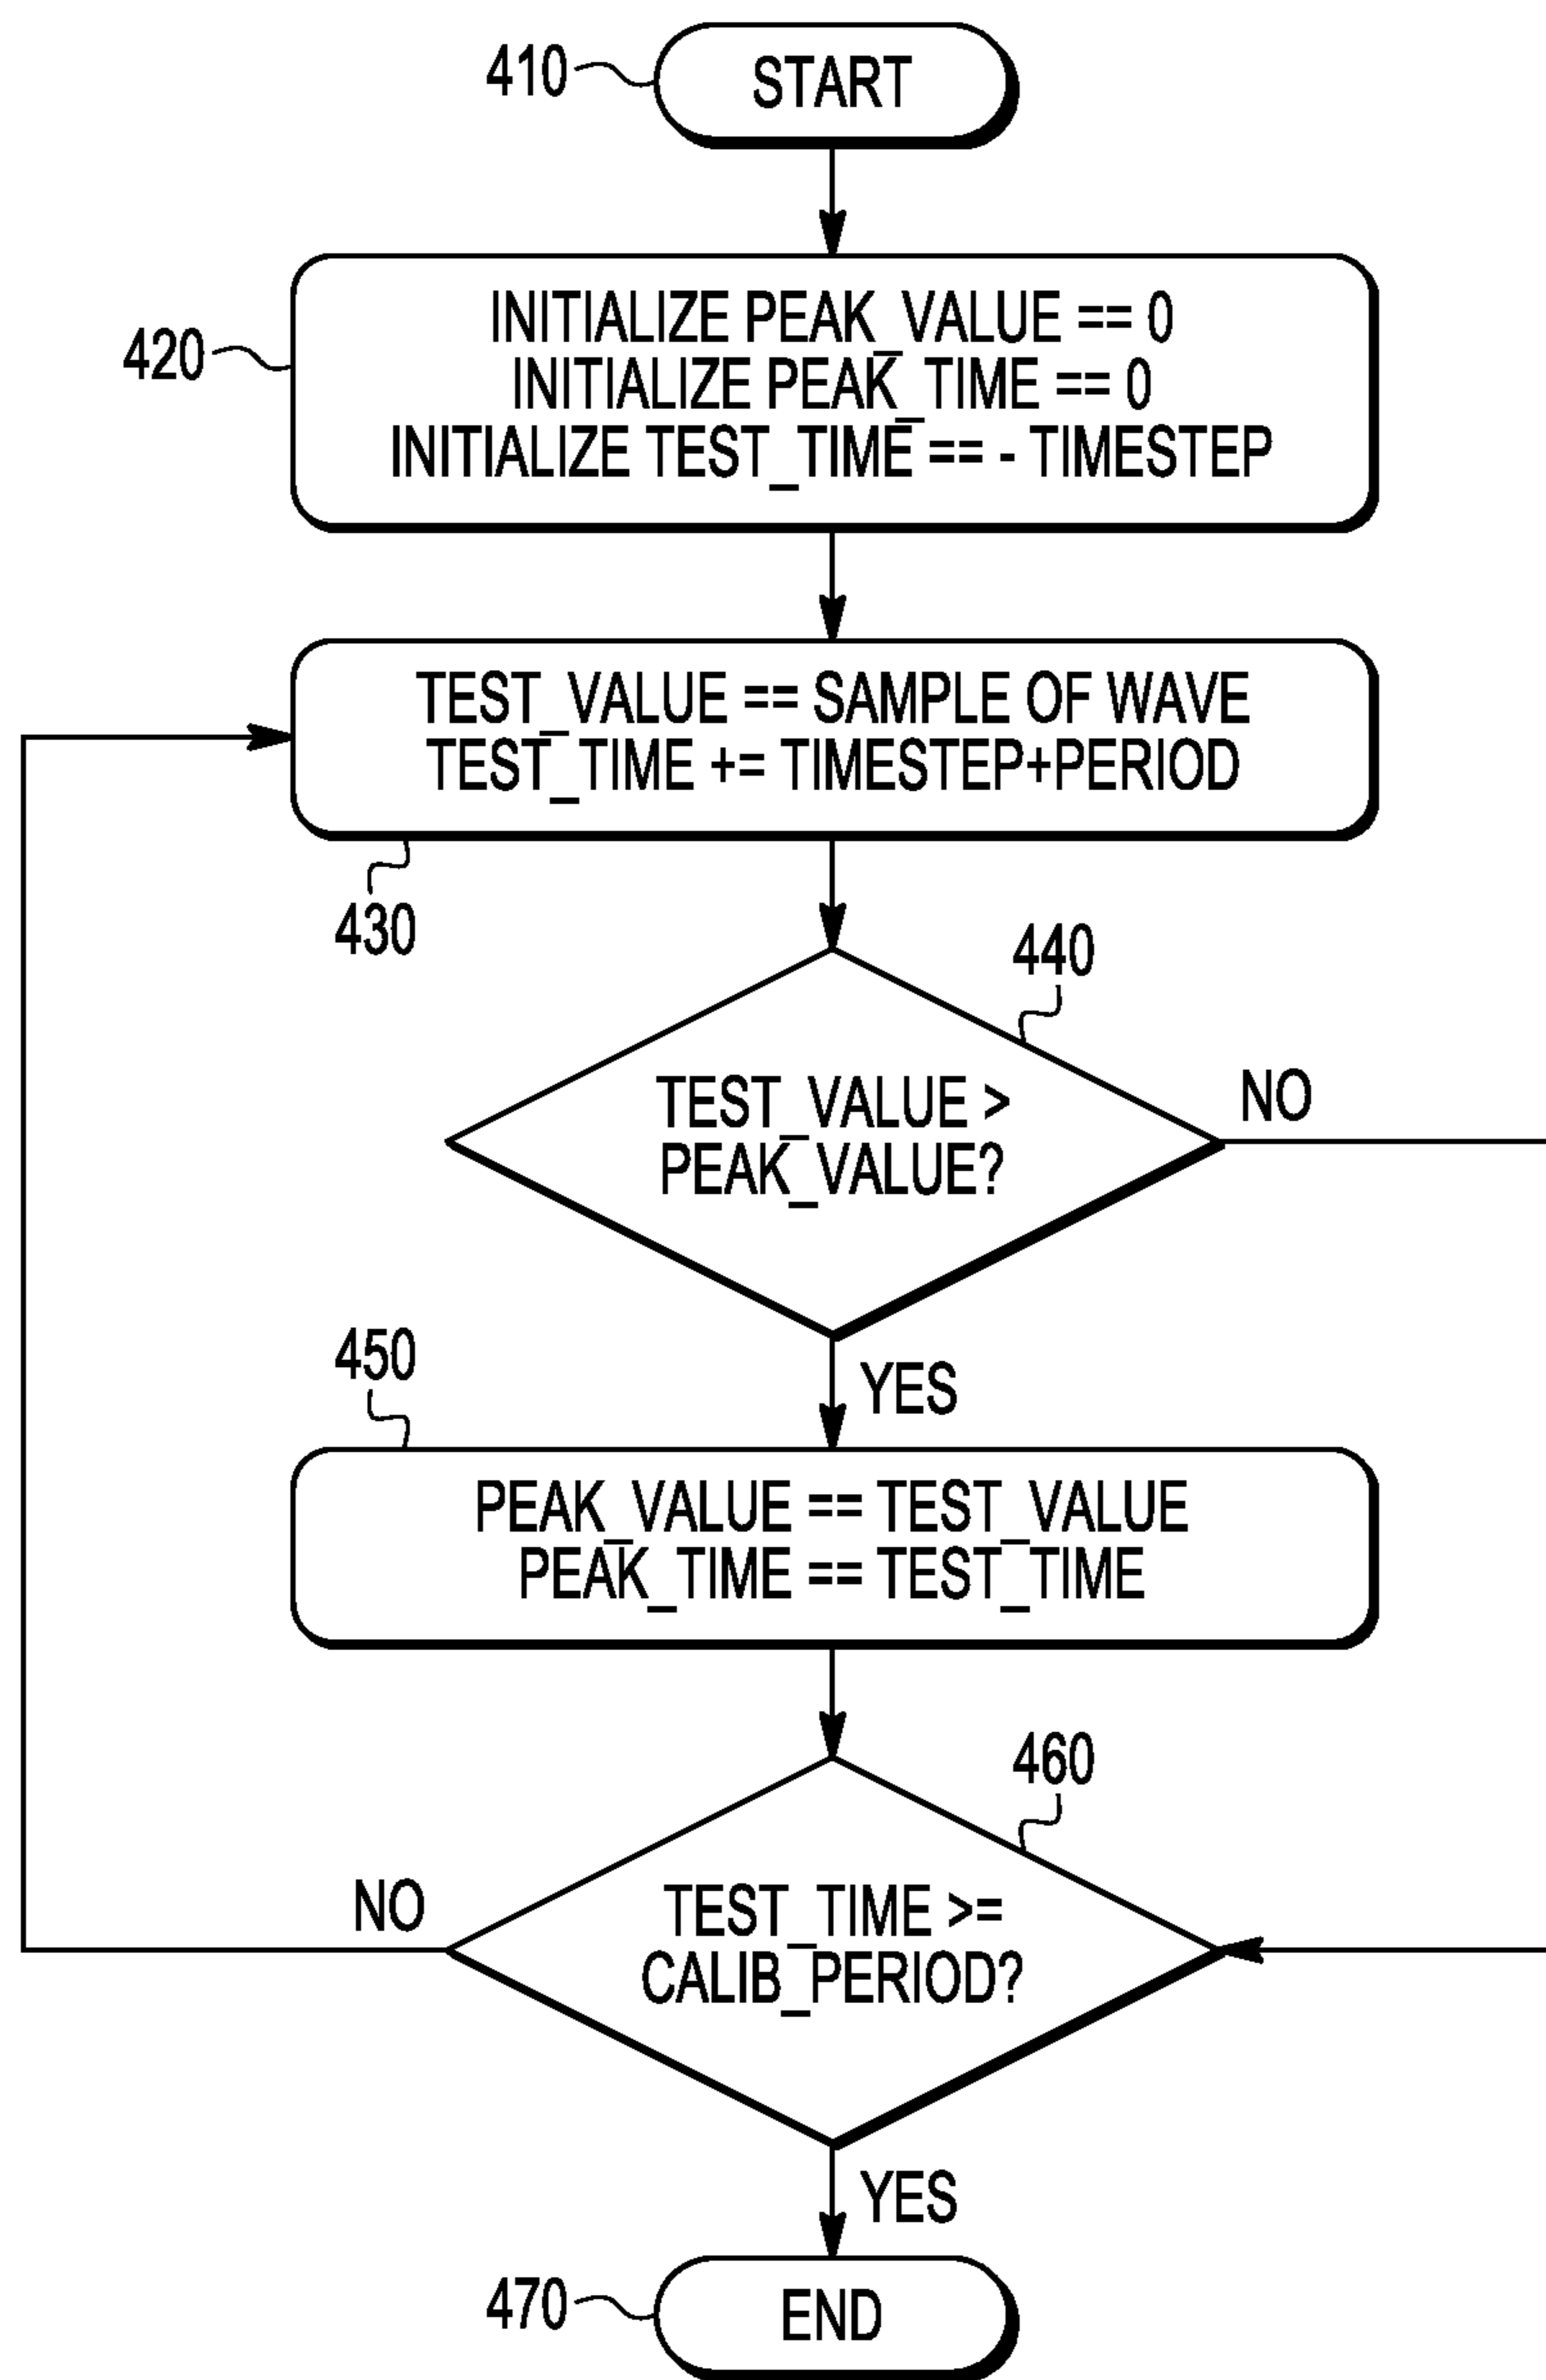 410
START
420
INITIALIZE PEAK_VALUE == 0
INITIALIZE PEAK_TIME == 0
INITIALIZE TEST_TIME == - TIMESTEP
TEST_VALUE == SAMPLE OF WAVE
TEST_TIME += TIMESTEP+PERIOD
430
440
TEST_VALUE >
PEAK_VALUE?
NO
YES
450
PEAK_VALUE == TEST_VALUE
PEAK_TIME == TEST_TIME
460
TEST_TIME >=
CALIB_PERIOD?
NO
YES
470
END